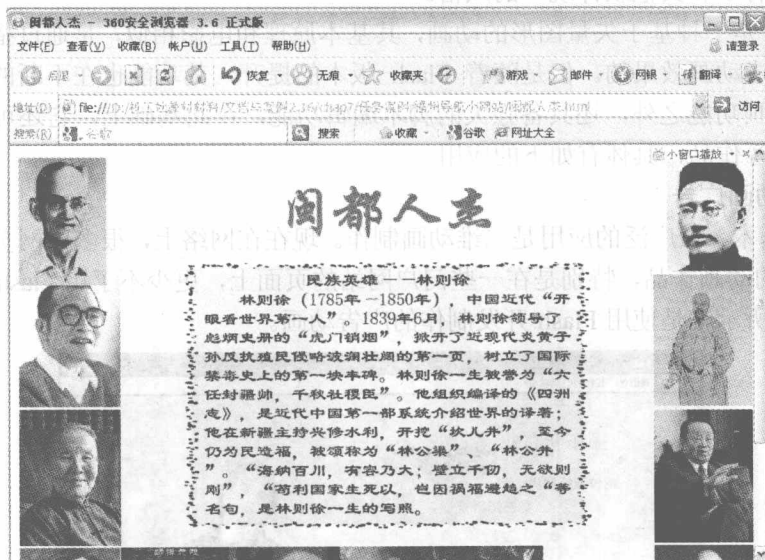 闽都人杰 - 360安全浏览器 3.6 正式版
文件(F) 查看(V) 收藏(B) 帐户(U) 工具(T) 帮助(H) 请登录
后退 恢复 无痕 收藏夹 游戏 邮件 网银 翻译
地址(D) 访问
搜索(R) 谷歌 搜索 收藏 谷歌 网址大全
小窗口播放
闽都人杰
民族英雄——林则徐
林则徐(1785年-1850年),中国近代“开
眼看世界第一人”。1839年6月,林则徐领导了
彪炳史册的“虎门销烟”,掀开了近现代炎黄子
孙反抗殖民侵略波澜壮阔的第一页,树立了国际
禁毒史上的第一块丰碑。林则徐一生被誉为“六
任封疆帅,千秋社稷臣”。他组织编译的《四洲
志》,是近代中国第一部系统介绍世界的译著;
他在新疆主持兴修水利,开挖“坎儿井”,至今
仍为民造福,被颂称为“林公渠”、“林公井
”。“海纳百川,有容乃大;壁立千仞,无欲则
刚”,“苟利国家生死以,岂因祸福避趋之”等
名句,是林则徐一生的写照。